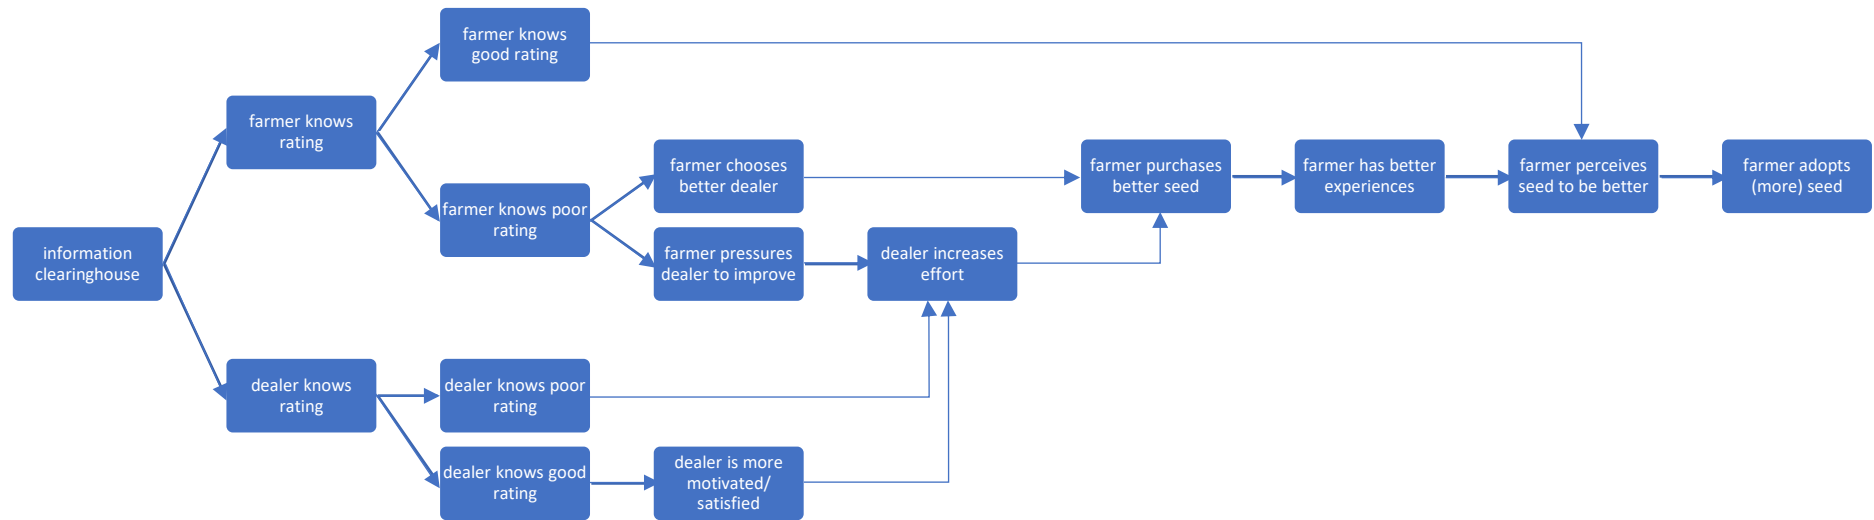 farmer knows
good rating
farmer knows
rating
farmer chooses
better dealer
farmer purchases
better seed
farmer has better
experiences
farmer perceives
seed to be better
farmer adopts
(more) seed
farmer knows poor
rating
information
clearinghouse
farmer pressures
dealer to improve
dealer increases
effort
dealer knows
rating
dealer knows poor
rating
dealer knows good
rating
dealer is more
motivated/
satisfied